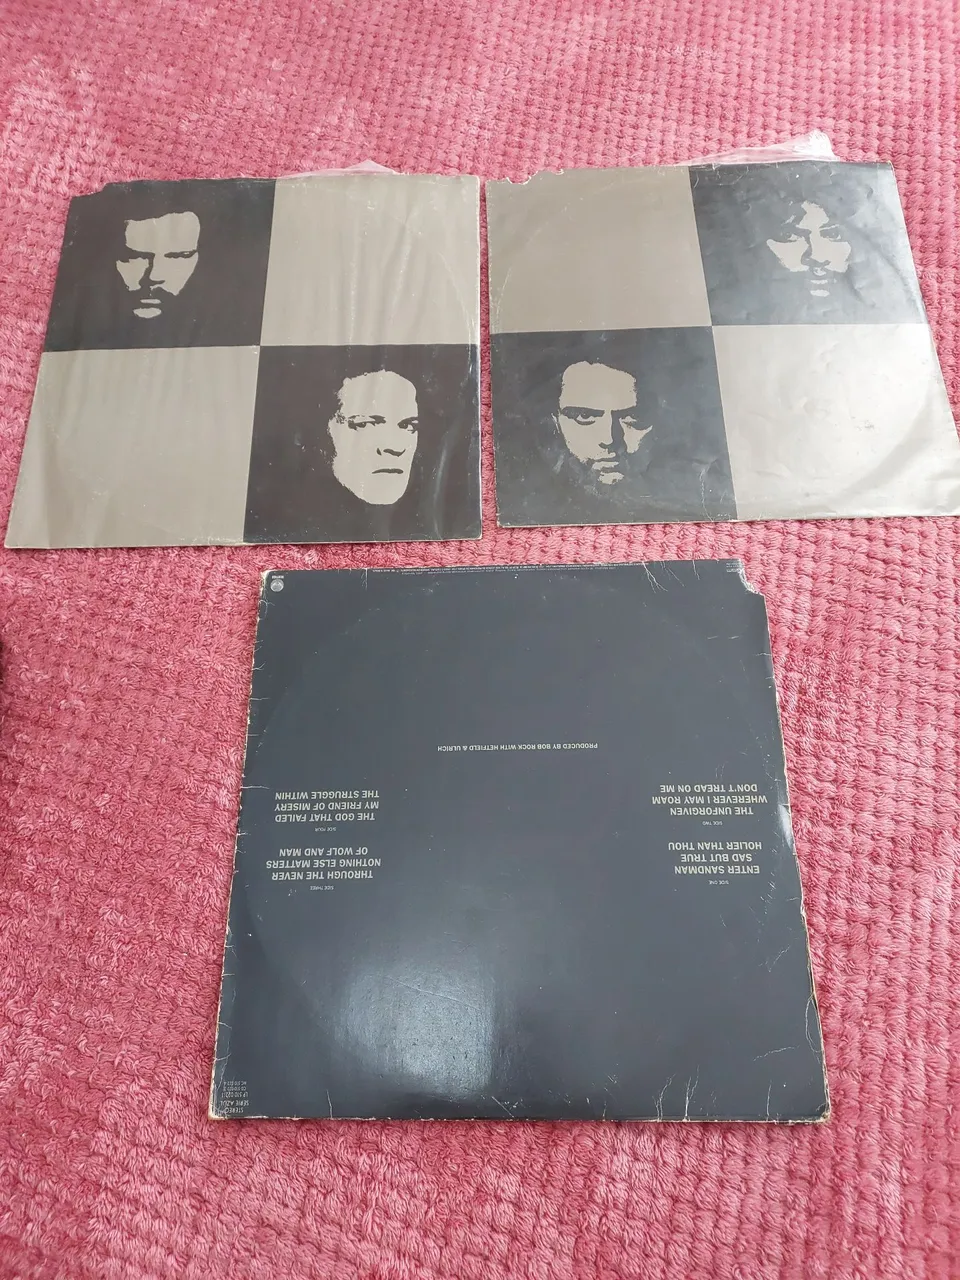 STEREO
SERIE AZUL
SIDE ONE
ENTER SANDMAN
SAD BUT TRUE
HOLIER THAN THOU
SIDE TWO
THE UNFORGIVEN
WHEREVER I MAY ROAM
DON'T TREAD ON ME
SIDE THREE
THROUGH THE NEVER
NOTHING ELSE MATTERS
OF WOLF AND MAN
SIDE FOUR
THE GOD THAT FAILED
MY FRIEND OF MISERY
THE STRUGGLE WITHIN
PRODUCED BY BOB ROCK WITH HETFIELD & ULRICH